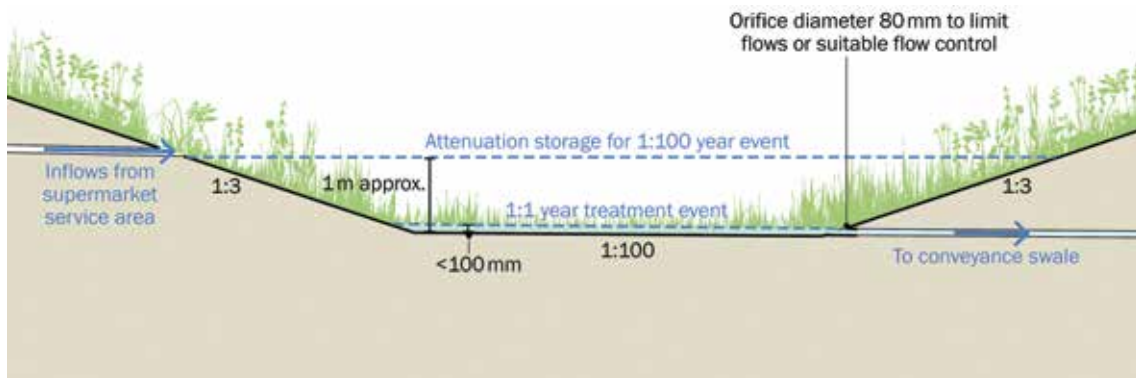 Orifice diameter 80 mm to limit
flows or suitable flow control
Attenuation storage for 1:100 year event
Inflows from
supermarket
service area
1:3
1 m approx.
1:3
1:1 year treatment event
<100 mm
1:100
To conveyance swale